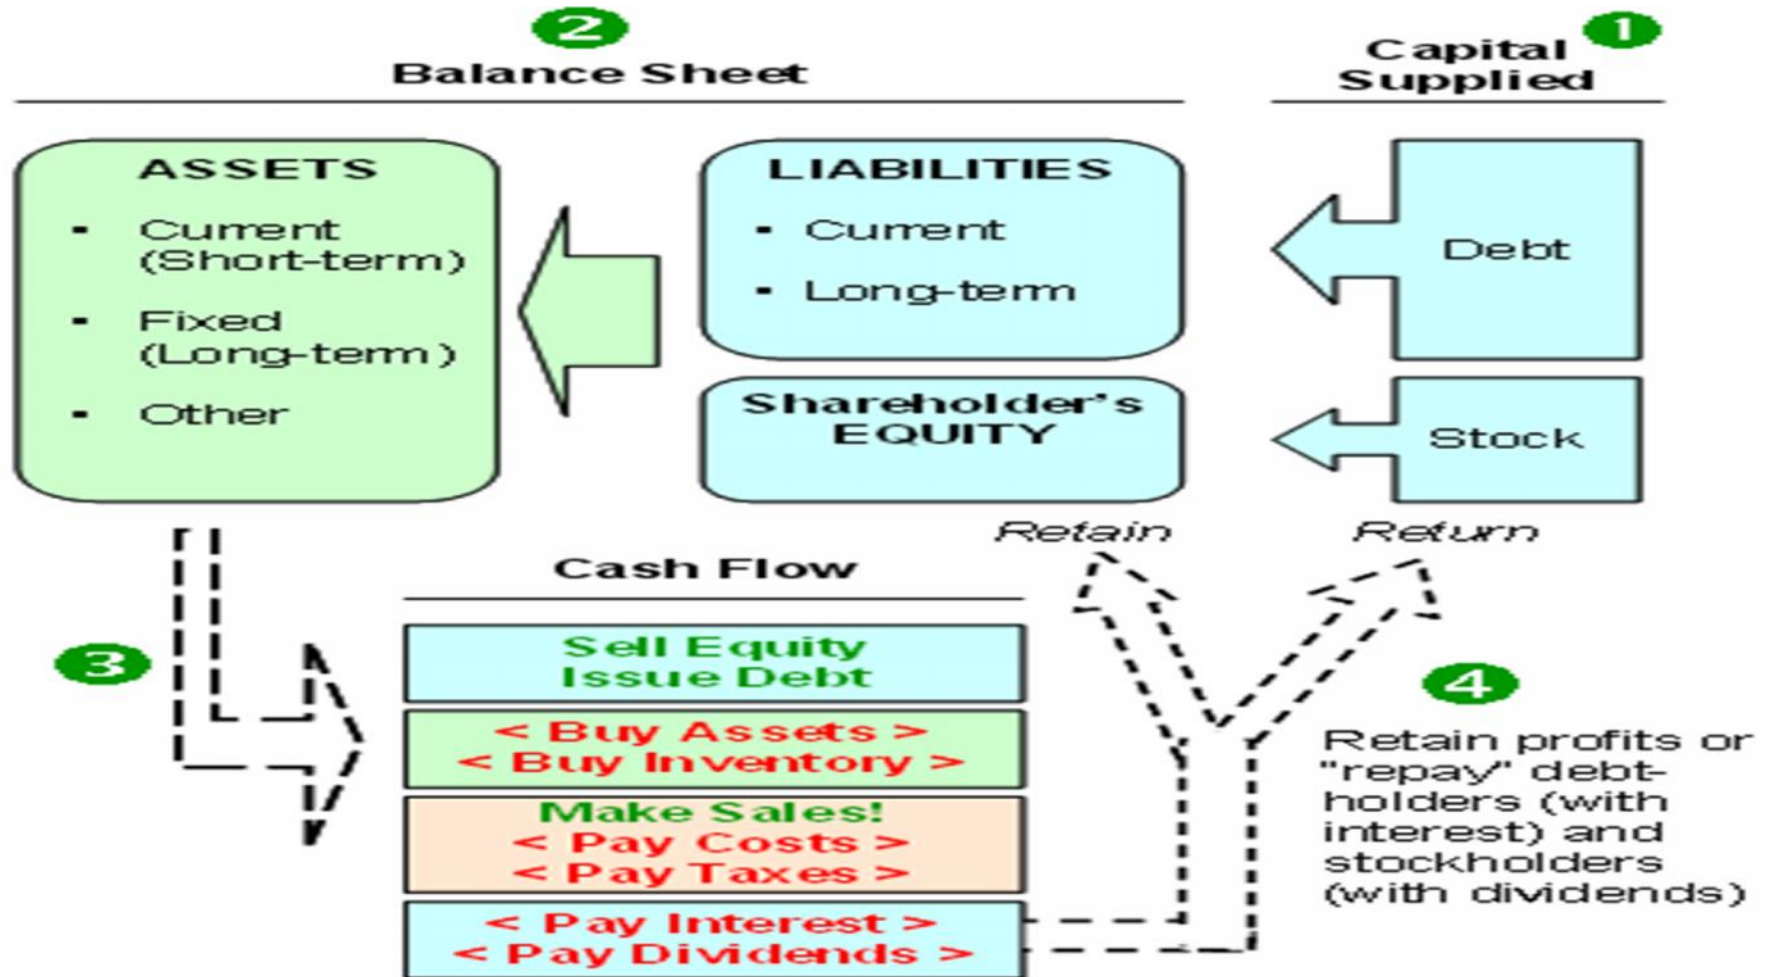 2
Balance Sheet
1
Capital
Supplied
ASSETS
▪ Current
(Short-term)
▪ Fixed
(Long-term)
▪ Other
LIABILITIES
▪ Current
▪ Long-term
Shareholder's
EQUITY
Debt
Stock
Retain
Return
Cash Flow
3
Sell Equity
Issue Debt
< Buy Assets >
< Buy Inventory >
Make Sales!
< Pay Costs >
< Pay Taxes >
< Pay Interest >
< Pay Dividends >
4
Retain profits or
"repay" debt-
holders (with
interest) and
stockholders
(with dividends)